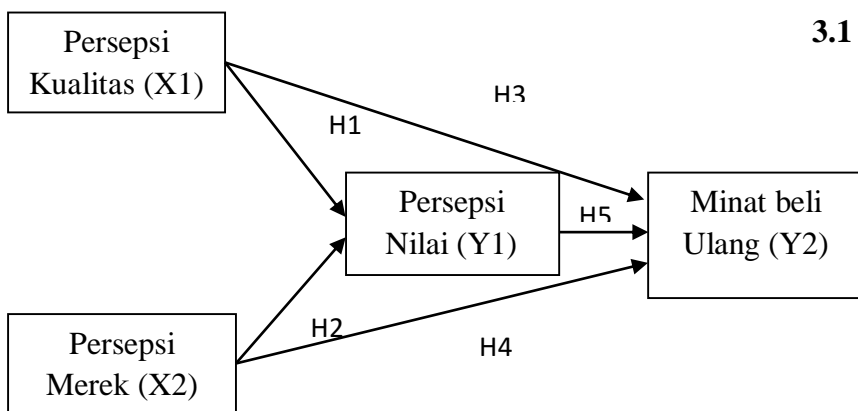 3.1
Persepsi
Kualitas (X1)
H3
H1
Persepsi
Nilai (Y1)
H5
Minat beli
Ulang (Y2)
H2
H4
Persepsi
Merek (X2)